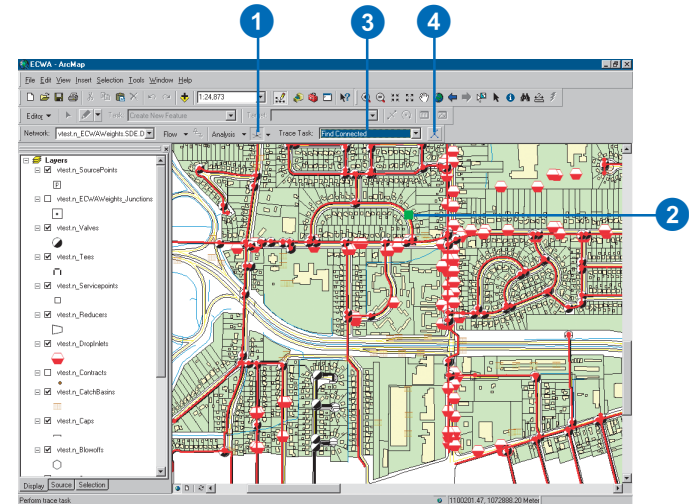 1
3
4
ECWA - ArcMap
File Edit View Insert Selection Tools Window Help
1:24,873
Editor Task: Create New Feature Target:
Network: vtest.n_ECWAWeights.SDE.D Flow Analysis Trace Task: Find Connected
Layers
vtest.n_SourcePoints
vtest.n_ECWAWeights_Junctions
vtest.n_Valves
vtest.n_Tees
vtest.n_Servicepoints
vtest.n_Reducers
vtest.n_DropInlets
vtest.n_Contracts
vtest.n_CatchBasins
vtest.n_Caps
vtest.n_Blowoffs
2
Display Source Selection
Perform trace task
1100201.47, 1072888.20 Meter